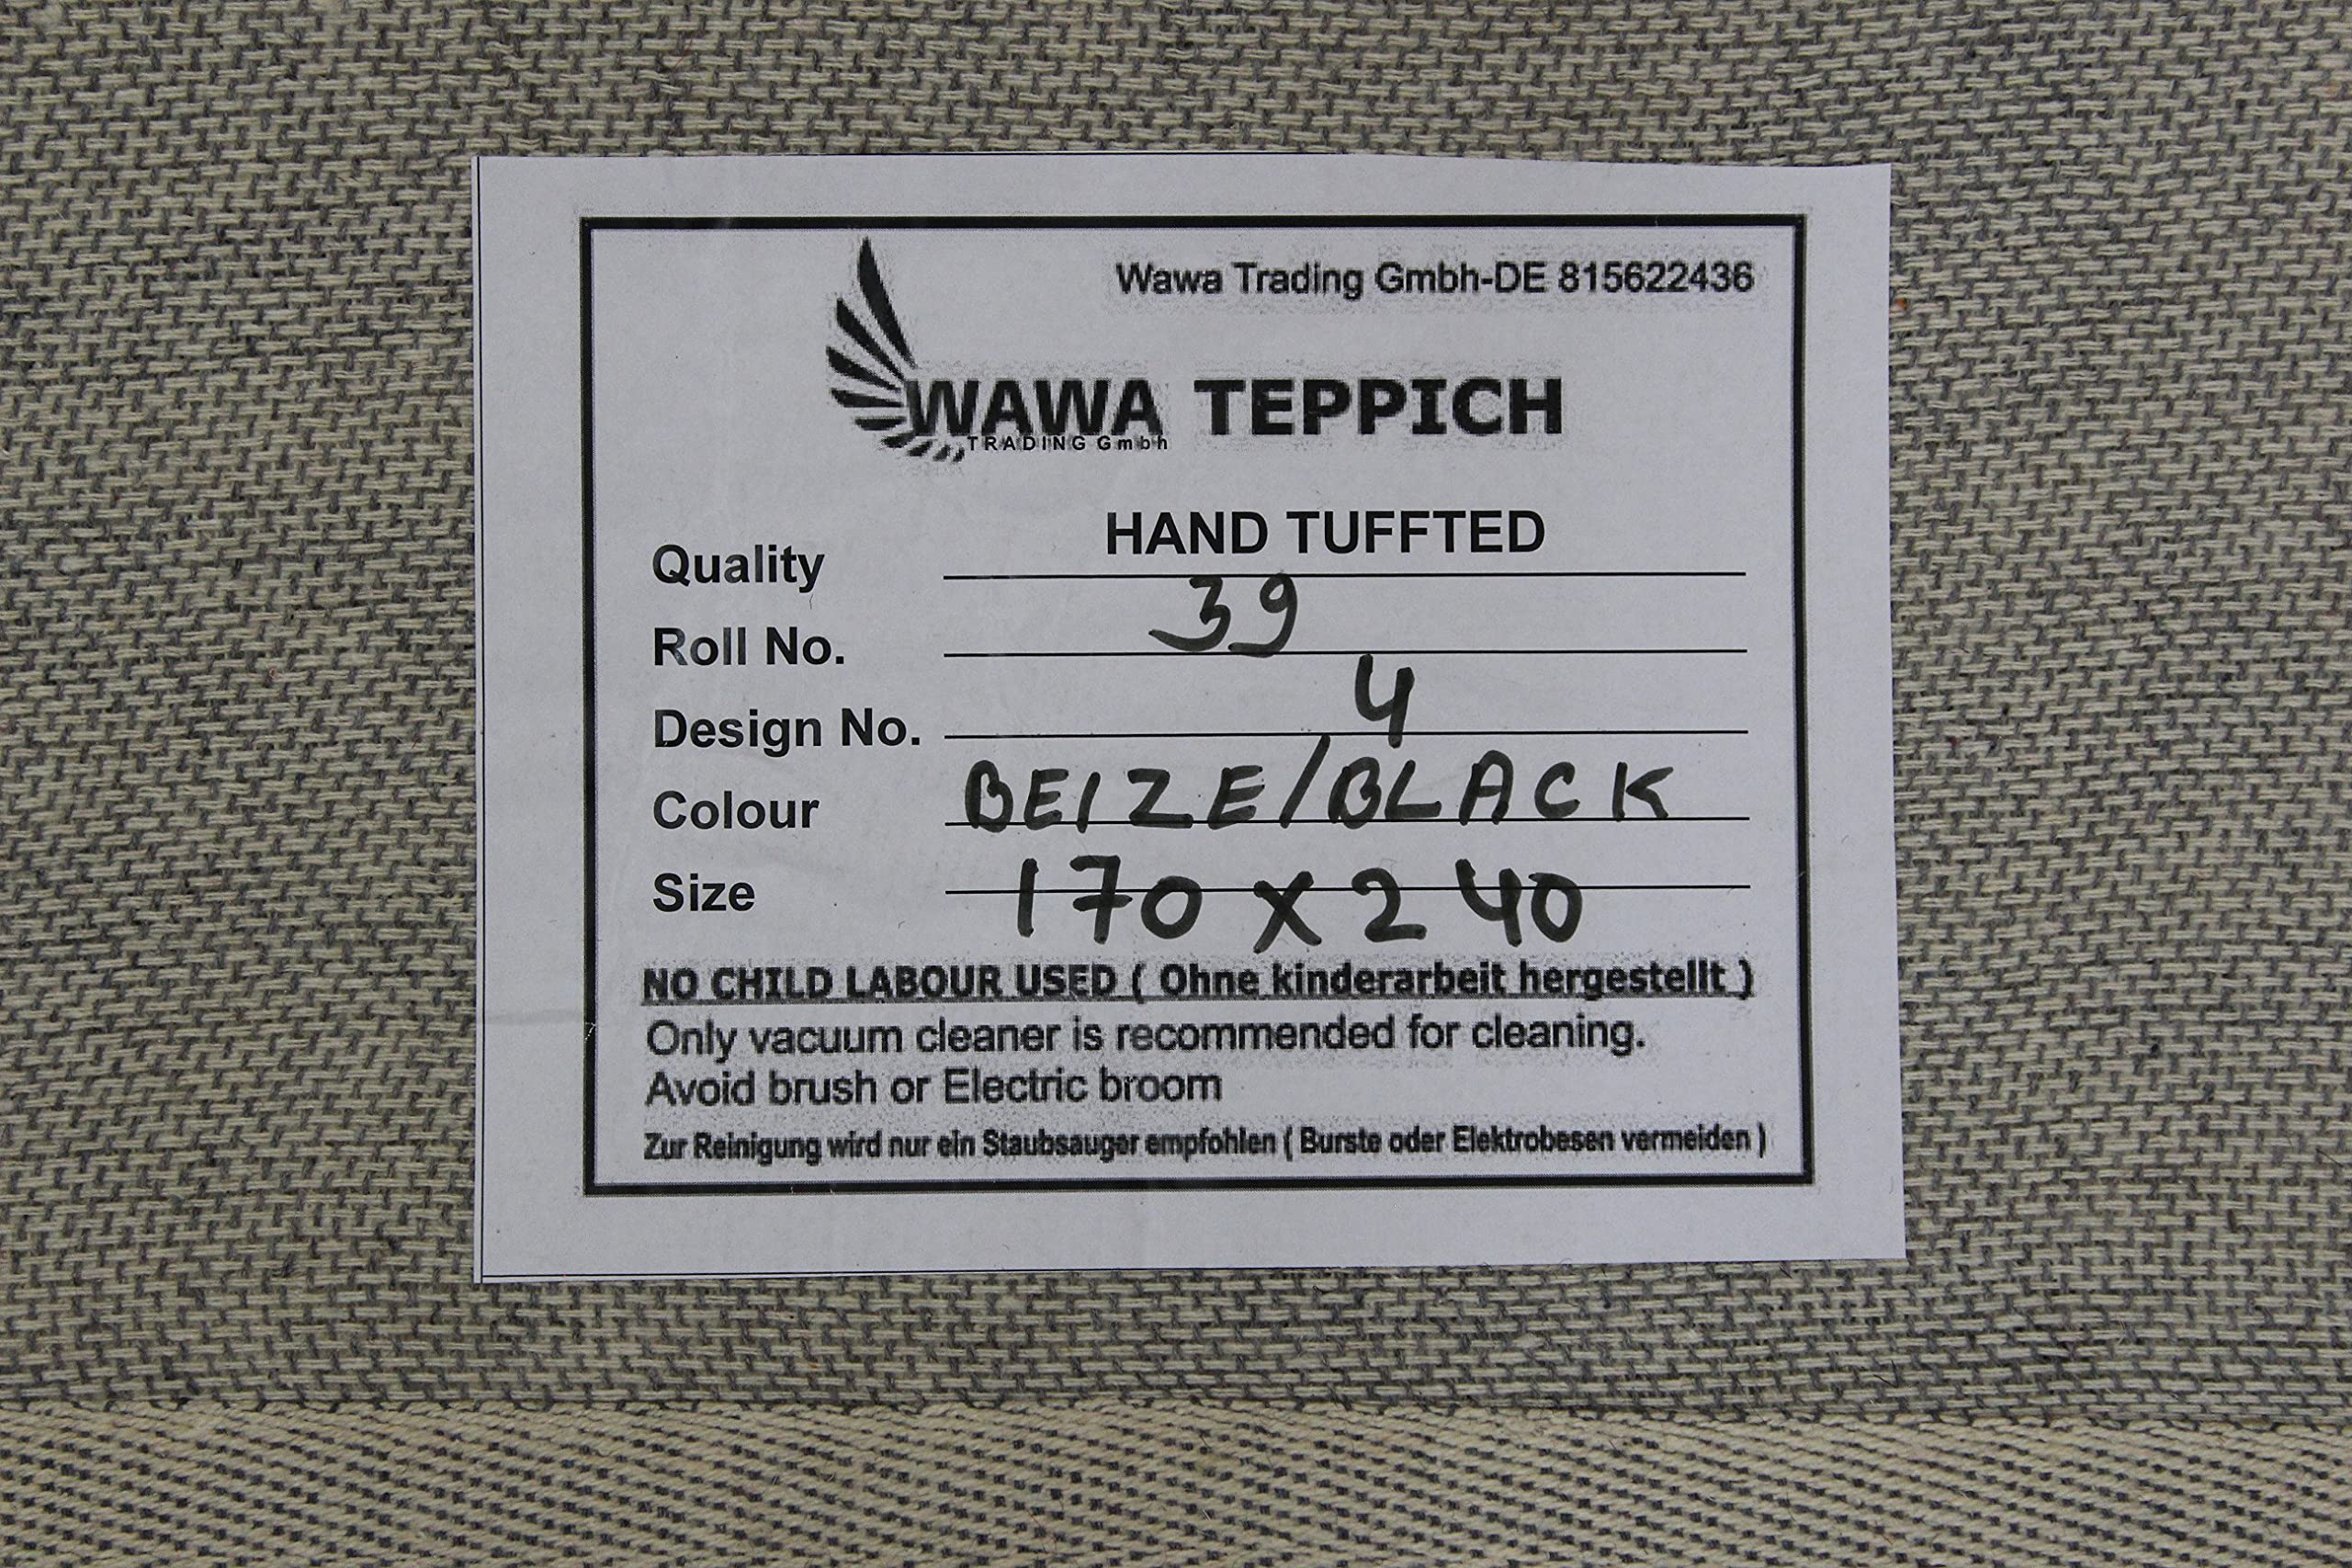 Wawa Trading Gmbh-DE 815622436
WAWA TEPPICH
TRADING Gmbh
Quality HAND TUFFTED
Roll No. 39
Design No. 4
Colour BEIZE/BLACK
Size 170 x 240
NO CHILD LABOUR USED ( Ohne kinderarbeit hergestellt )
Only vacuum cleaner is recommended for cleaning.
Avoid brush or Electric broom
Zur Reinigung wird nur ein Staubsauger empfohlen ( Burste oder Elektrobesen vermeiden )